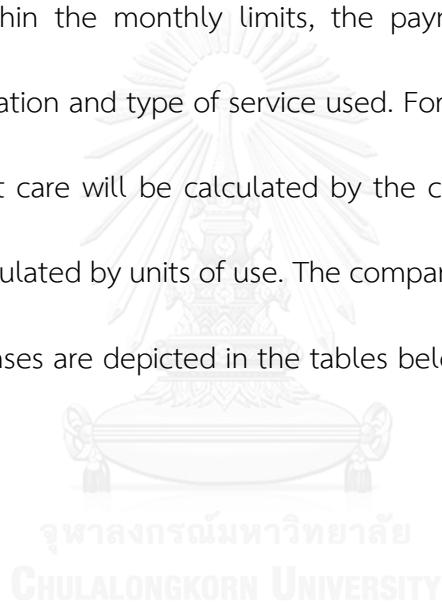 hin the monthly limits, the payr
ation and type of service used. For
t care will be calculated by the c
ulated by units of use. The compar
ases are depicted in the tables belo
จุฬาลงกรณ์มหาวิทยาลัย
CHULALONGKORN UNIVERSITY